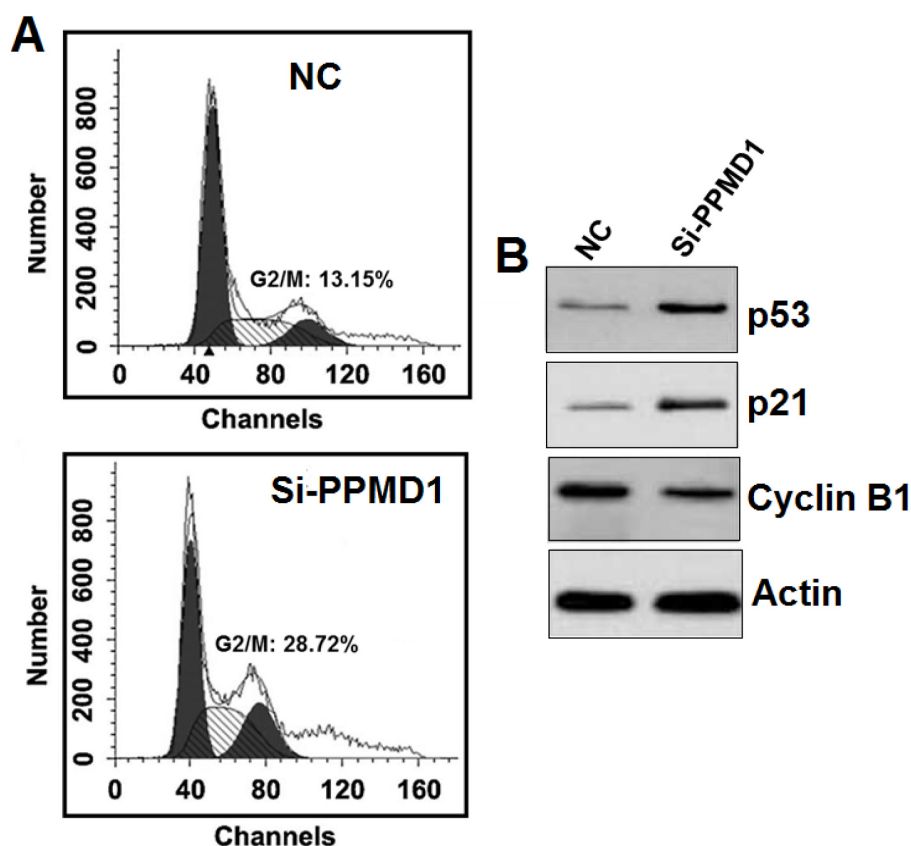 A
NC
Number
800
600
400
200
0
G2/M: 13.15%
0 40 80 120 160
Channels
Si-PPMD1
Number
800
600
400
200
0
G2/M: 28.72%
0 40 80 120 160
Channels
B
NC
Si-PPMD1
p53
p21
Cyclin B1
Actin